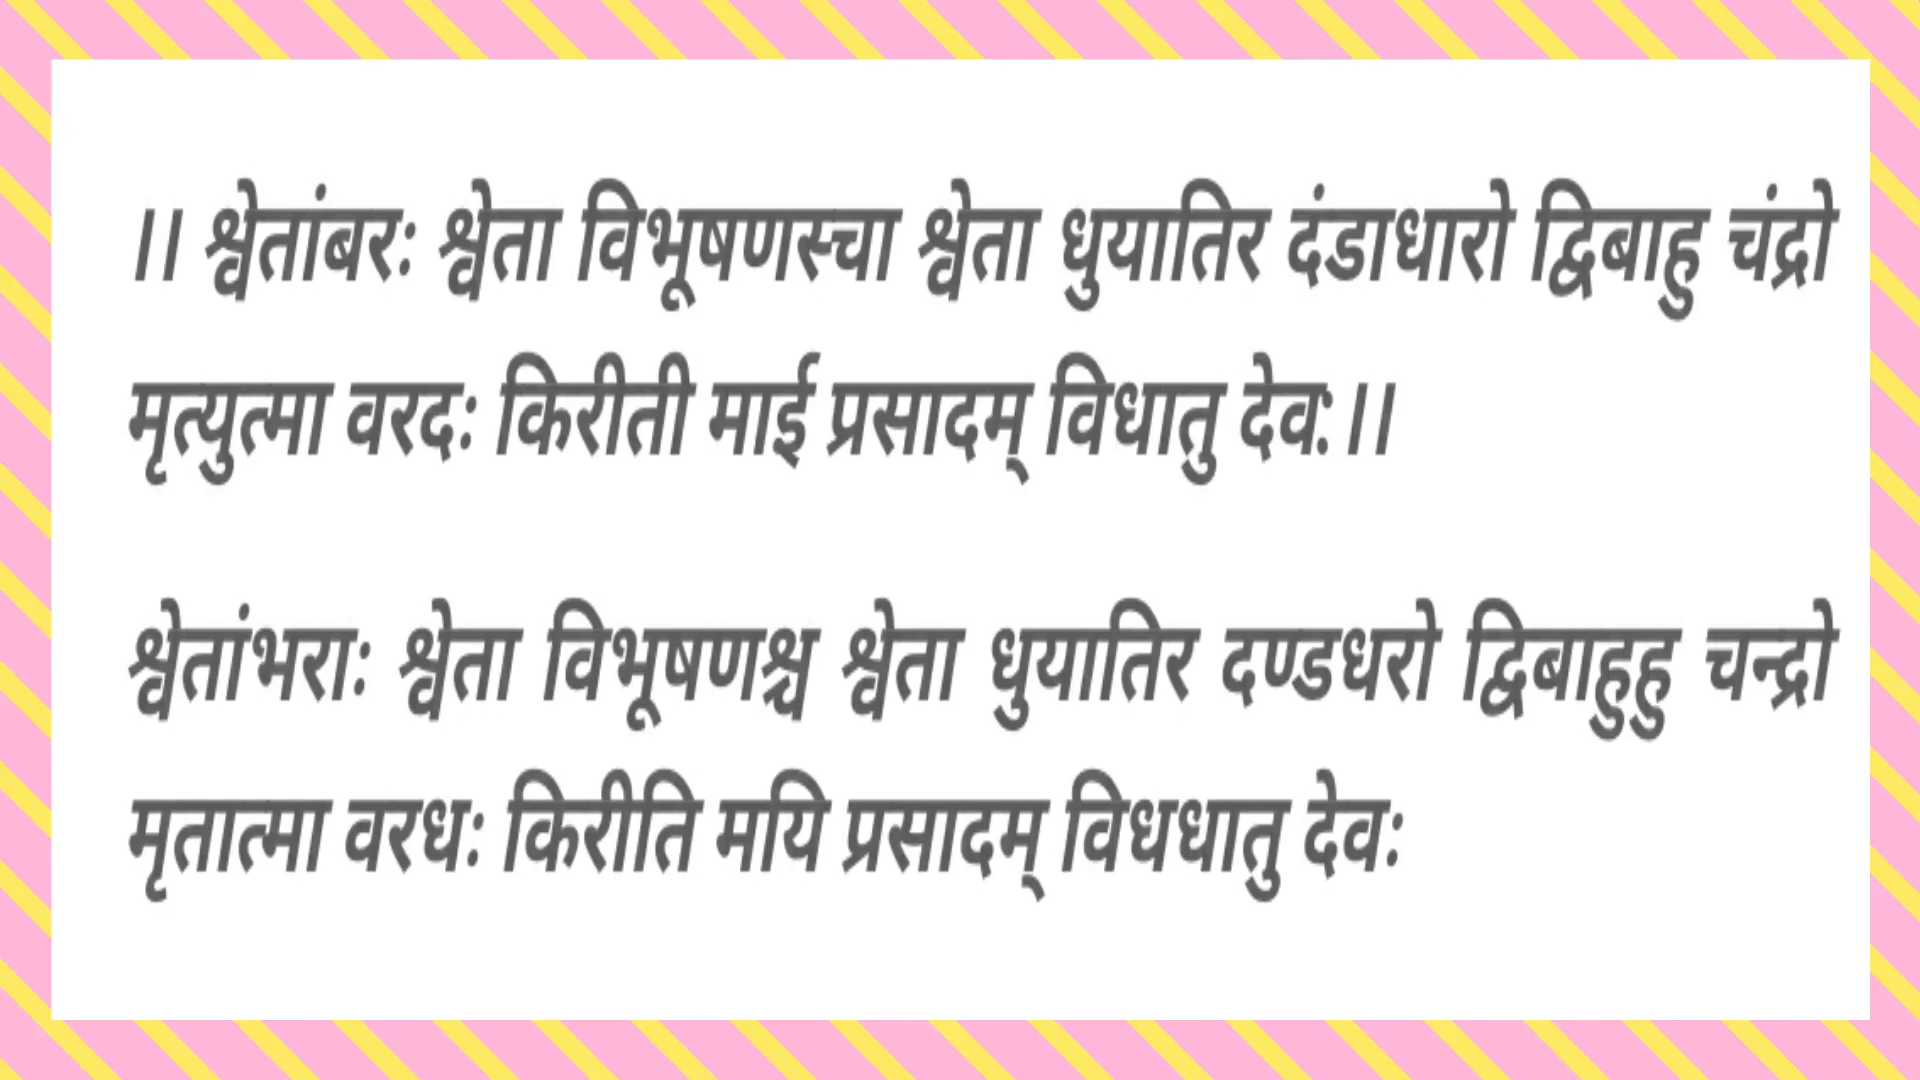 ।। श्वेतांबरः श्वेता विभूषणस्चा श्वेता धुयातिर दंडाधारो द्विबाहु चंद्रो
मृत्युत्मा वरदः किरीती माई प्रसादम् विधातु देवः।।
श्वेतांभराः श्वेता विभूषणश्च श्वेता धुयातिर दण्डधरो द्विबाहुहु चन्द्रो
मृतात्मा वरधः किरीति मयि प्रसादम् विधधातु देवः